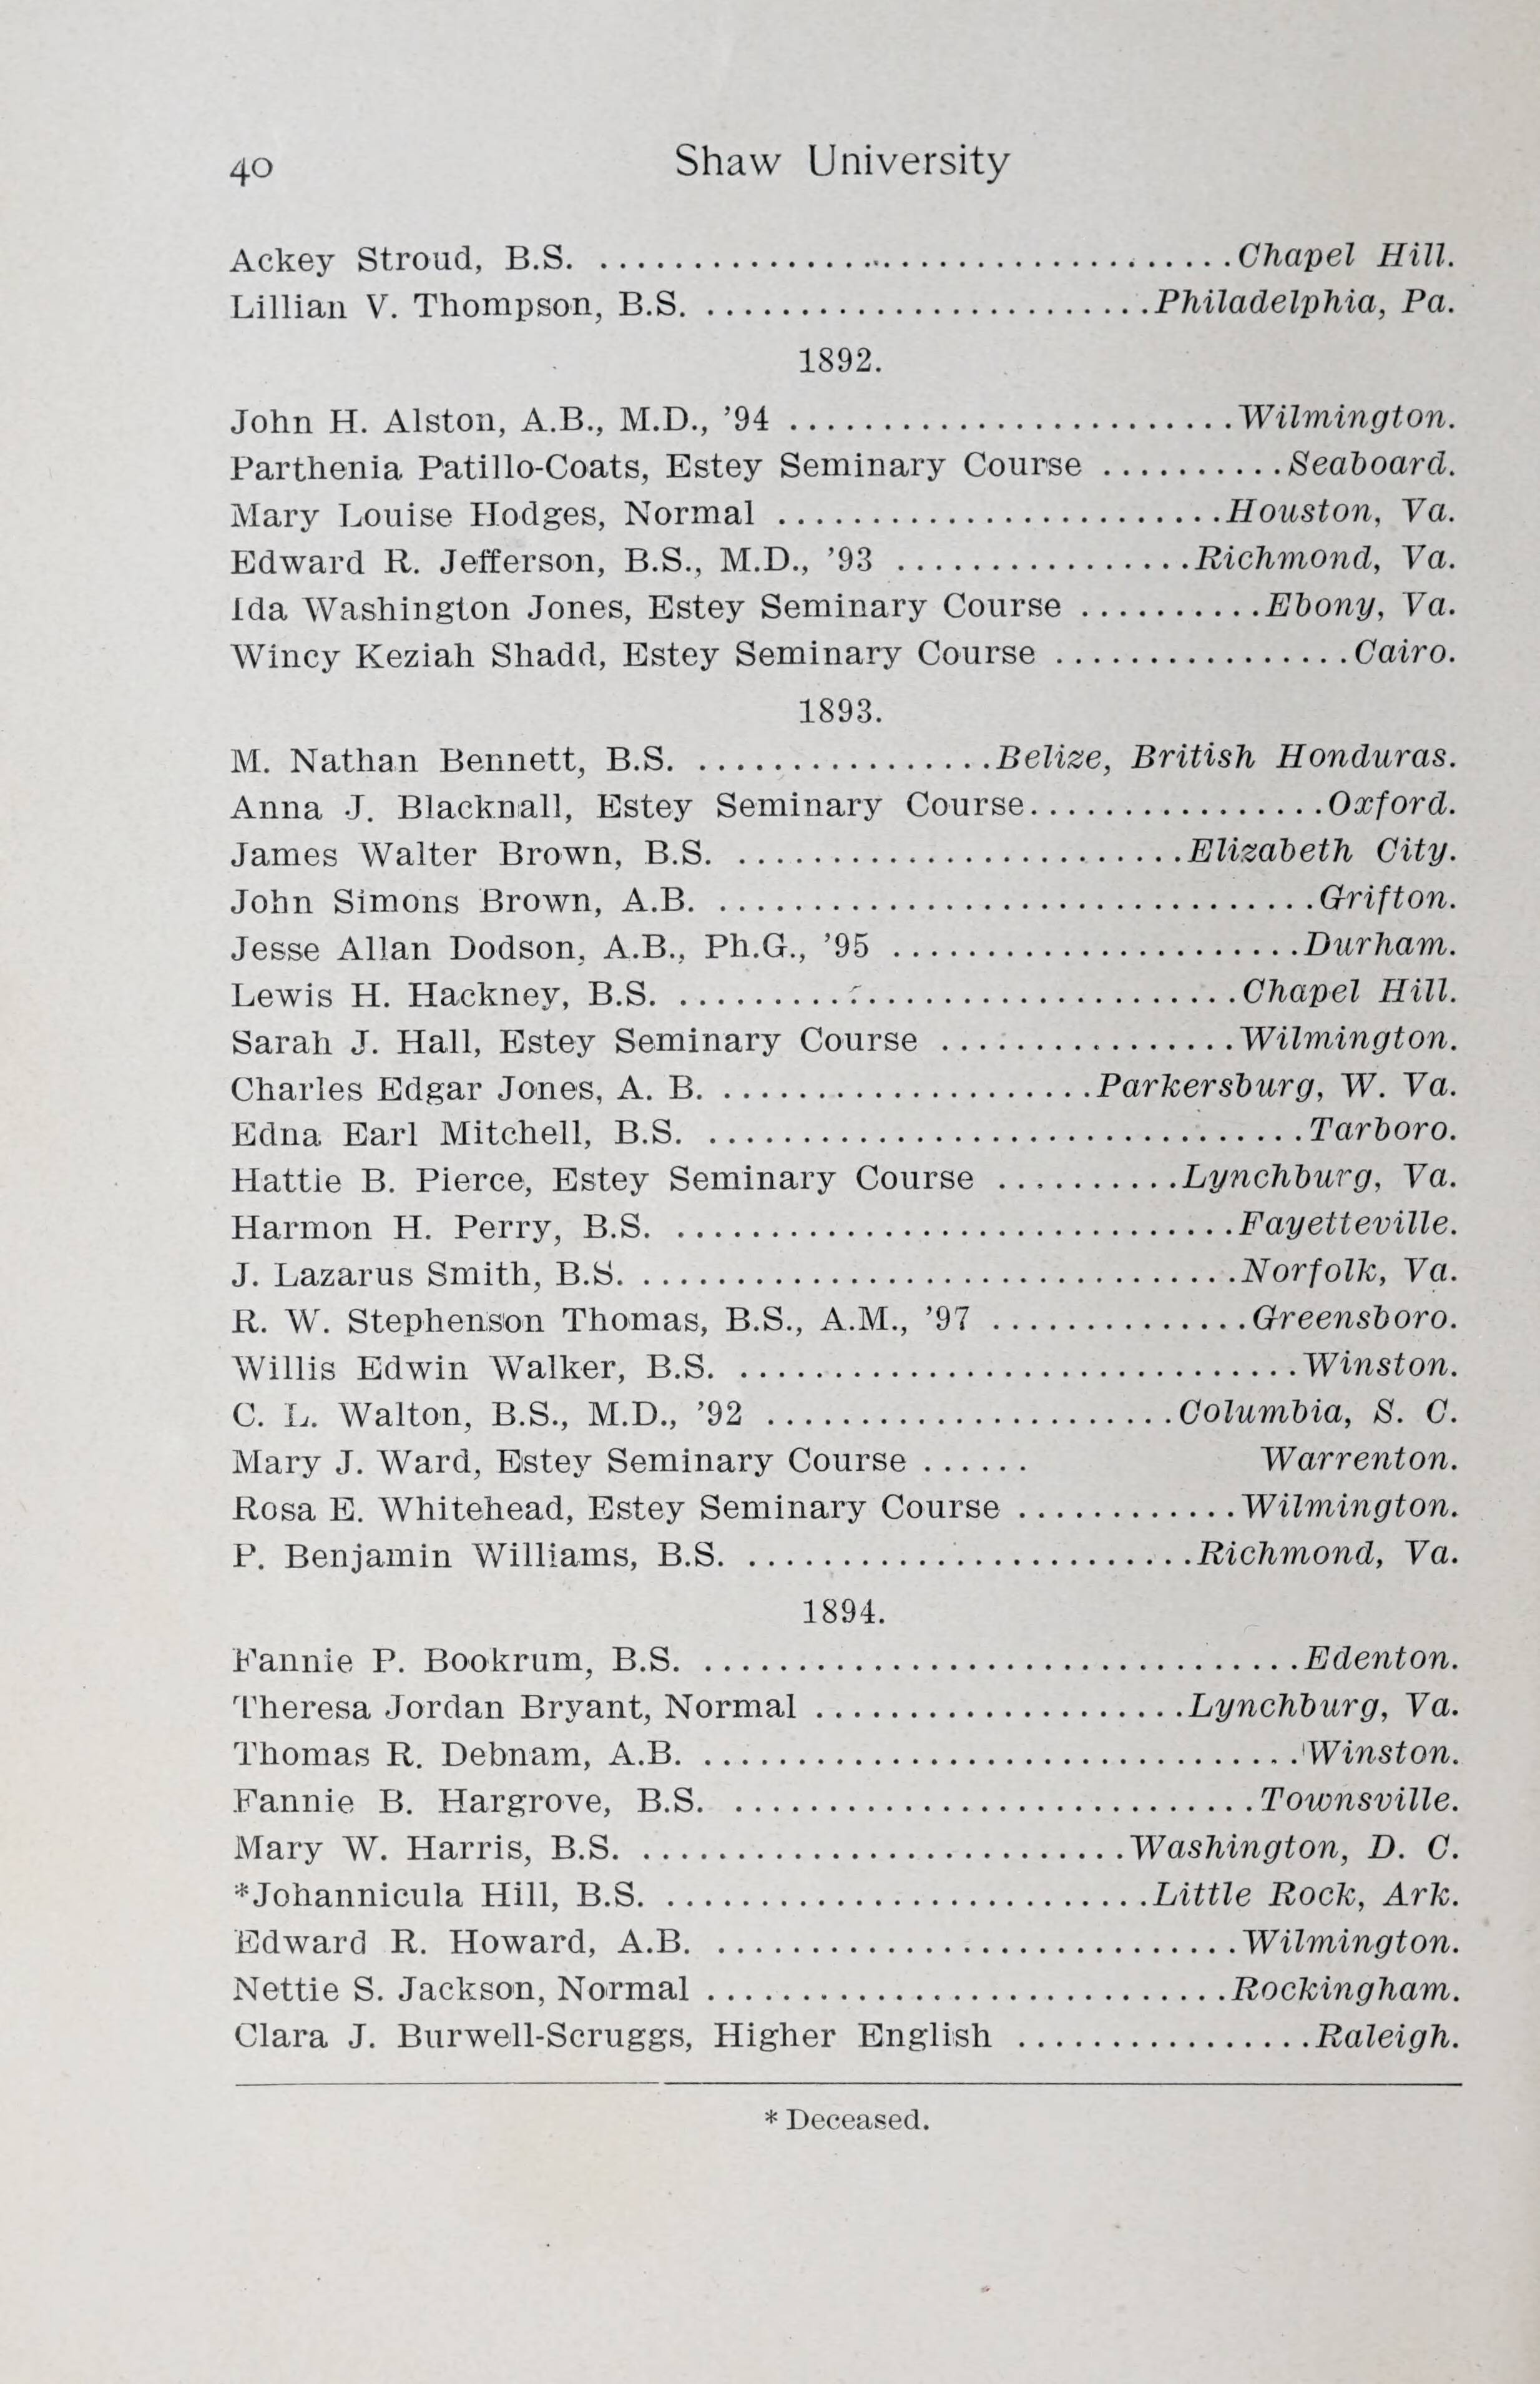 40 Shaw University
Ackey Stroud, B.S. ........................................Chapel Hill.
Lillian V. Thompson, B.S. ........................Philadelphia, Pa.
1892.
John H. Alston, A.B., M.D., ’94 ........................Wilmington.
Parthenia Patillo-Coats, Estey Seminary Course ..........Seaboard.
Mary Louise Hodges, Normal ........................Houston, Va.
Edward R. Jefferson, B.S., M.D., ’93 ................Richmond, Va.
Ida Washington Jones, Estey Seminary Course ..........Ebony, Va.
Wincy Keziah Shadd, Estey Seminary Course ................Cairo.
1893.
M. Nathan Bennett, B.S. ................Belize, British Honduras.
Anna J. Blacknall, Estey Seminary Course................Oxford.
James Walter Brown, B.S. ........................Elizabeth City.
John Simons Brown, A.B. ................................Grifton.
Jesse Allan Dodson, A.B., Ph.G., ’95 ......................Durham.
Lewis H. Hackney, B.S. ..............................Chapel Hill.
Sarah J. Hall, Estey Seminary Course ................Wilmington.
Charles Edgar Jones, A. B. ....................Parkersburg, W. Va.
Edna Earl Mitchell, B.S. ................................Tarboro.
Hattie B. Pierce, Estey Seminary Course ..........Lynchburg, Va.
Harmon H. Perry, B.S. ..............................Fayetteville.
J. Lazarus Smith, B.S. ................................Norfolk, Va.
R. W. Stephenson Thomas, B.S., A.M., ’97 ..............Greensboro.
Willis Edwin Walker, B.S. ..............................Winston.
C. L. Walton, B.S., M.D., ’92 ......................Columbia, S. C.
Mary J. Ward, Estey Seminary Course ...... Warrenton.
Rosa E. Whitehead, Estey Seminary Course ............Wilmington.
P. Benjamin Williams, B.S. ........................Richmond, Va.
1894.
Fannie P. Bookrum, B.S. ................................Edenton.
Theresa Jordan Bryant, Normal ....................Lynchburg, Va.
Thomas R. Debnam, A.B. ................................Winston.
Fannie B. Hargrove, B.S. ............................Townsville.
Mary W. Harris, B.S. ..........................Washington, D. C.
*Johannicula Hill, B.S. ..........................Little Rock, Ark.
Edward R. Howard, A.B. ............................Wilmington.
Nettie S. Jackson, Normal ............................Rockingham.
Clara J. Burwell-Scruggs, Higher English ................Raleigh.
* Deceased.